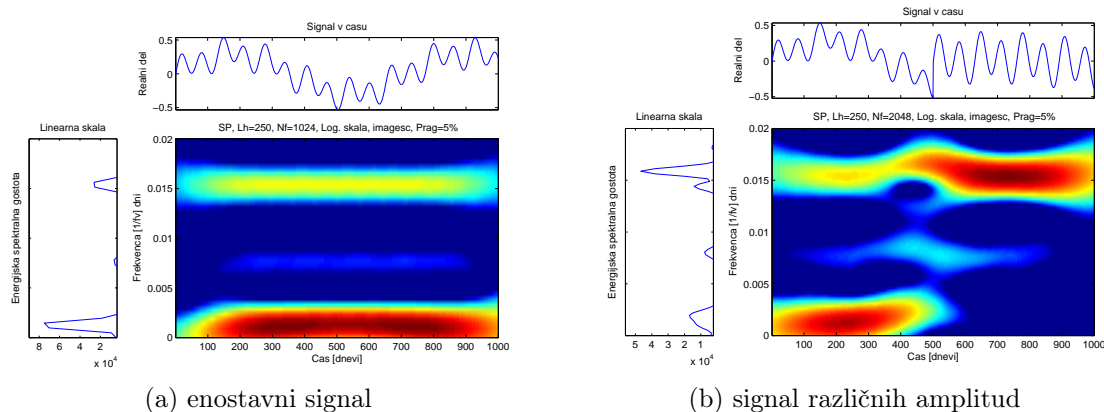 Signal v casu
Realni del
0.5
0
−0.5
Linearna skala
Energijska spektralna gostota
8 6 4 2
x 10^4
SP, Lh=250, Nf=1024, Log. skala, imagesc, Prag=5%
Frekvenca [1/fv] dni
0.02
0.015
0.01
0.005
0
100 200 300 400 500 600 700 800 900 1000
Cas [dnevi]
(a) enostavni signal
Signal v casu
Realni del
0.5
0
−0.5
Linearna skala
Energijska spektralna gostota
5 4 3 2 1
x 10^4
SP, Lh=250, Nf=2048, Log. skala, imagesc, Prag=5%
Frekvenca [1/fv] dni
0.02
0.015
0.01
0.005
0
100 200 300 400 500 600 700 800 900 1000
Cas [dnevi]
(b) signal različnih amplitud